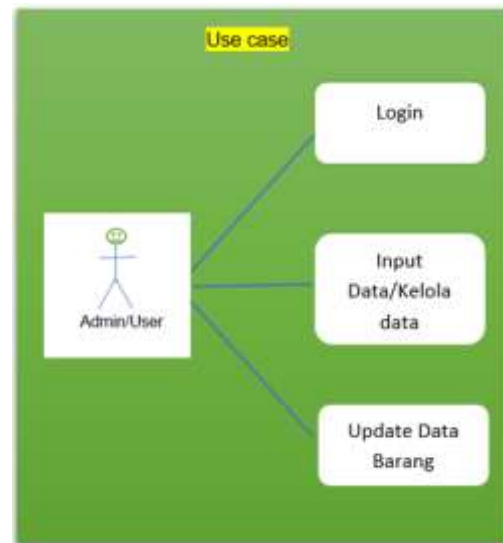 Use case
Login
Admin/User
Input
Data/Kelola
data
Update Data
Barang